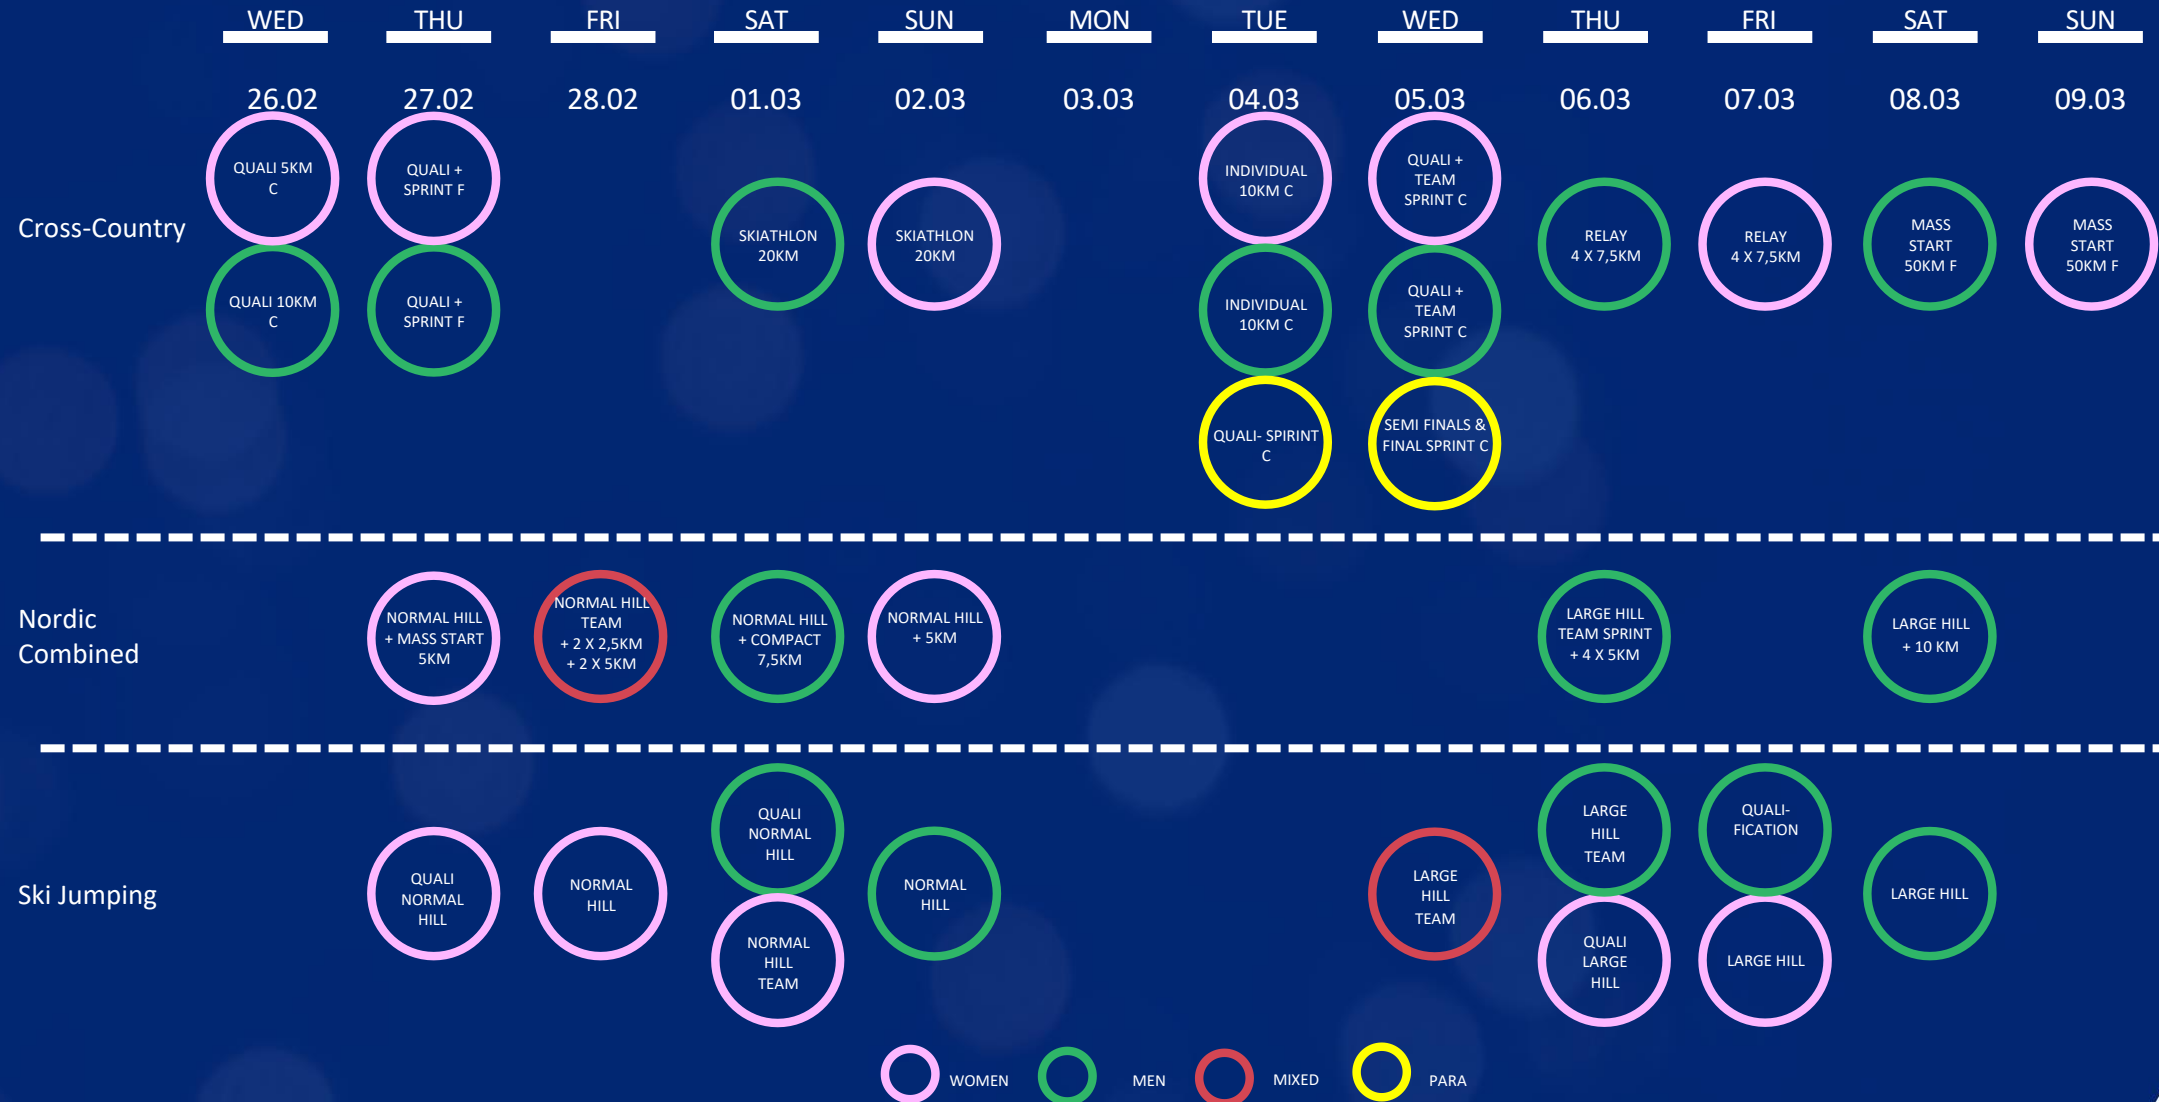 WED THU FRI SAT SUN MON TUE WED THU FRI SAT SUN
26.02 27.02 28.02 01.03 02.03 03.03 04.03 05.03 06.03 07.03 08.03 09.03
Cross-Country
QUALI 5KM
C
QUALI 10KM
C
QUALI +
SPRINT F
QUALI +
SPRINT F
SKIATHLON
20KM
SKIATHLON
20KM
INDIVIDUAL
10KM C
INDIVIDUAL
10KM C
QUALI- SPIRINT
C
QUALI +
TEAM
SPRINT C
QUALI +
TEAM
SPRINT C
SEMI FINALS &
FINAL SPRINT C
RELAY
4 X 7,5KM
RELAY
4 X 7,5KM
MASS
START
50KM F
MASS
START
50KM F
Nordic
Combined
NORMAL HILL
+ MASS START
5KM
NORMAL HILL
TEAM
+ 2 X 2,5KM
+ 2 X 5KM
NORMAL HILL
+ COMPACT
7,5KM
NORMAL HILL
+ 5KM
LARGE HILL
TEAM SPRINT
+ 4 X 5KM
LARGE HILL
+ 10 KM
Ski Jumping
QUALI
NORMAL
HILL
NORMAL
HILL
QUALI
NORMAL
HILL
NORMAL
HILL
TEAM
NORMAL
HILL
LARGE
HILL
TEAM
LARGE
HILL
TEAM
QUALI
LARGE
HILL
QUALI-
FICATION
LARGE HILL
LARGE HILL
WOMEN MEN MIXED PARA